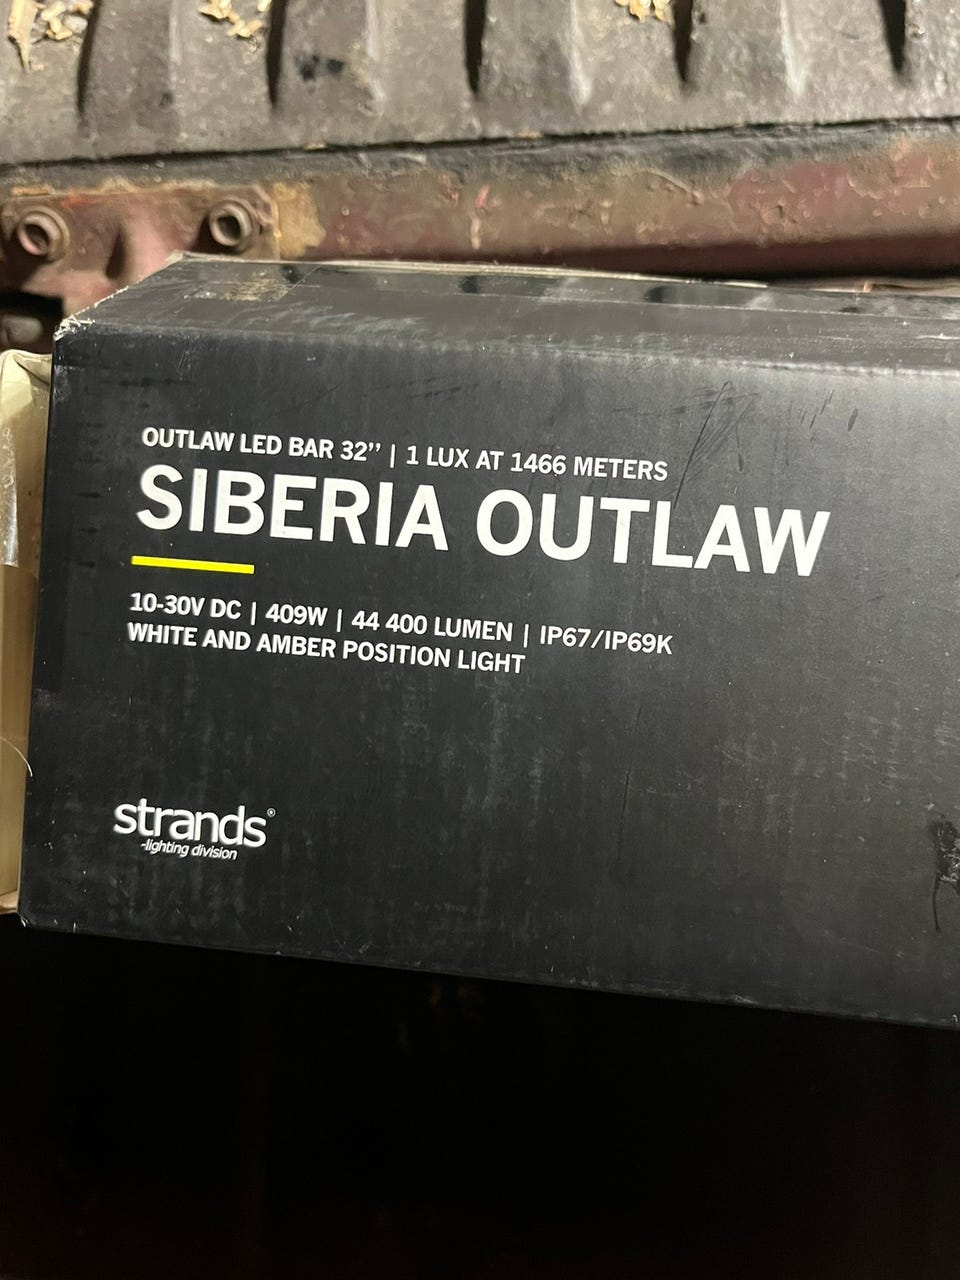 OUTLAW LED BAR 32’’ | 1 LUX AT 1466 METERS
SIBERIA OUTLAW
10-30V DC | 409W | 44 400 LUMEN | IP67/IP69K
WHITE AND AMBER POSITION LIGHT
strands®
-lighting division